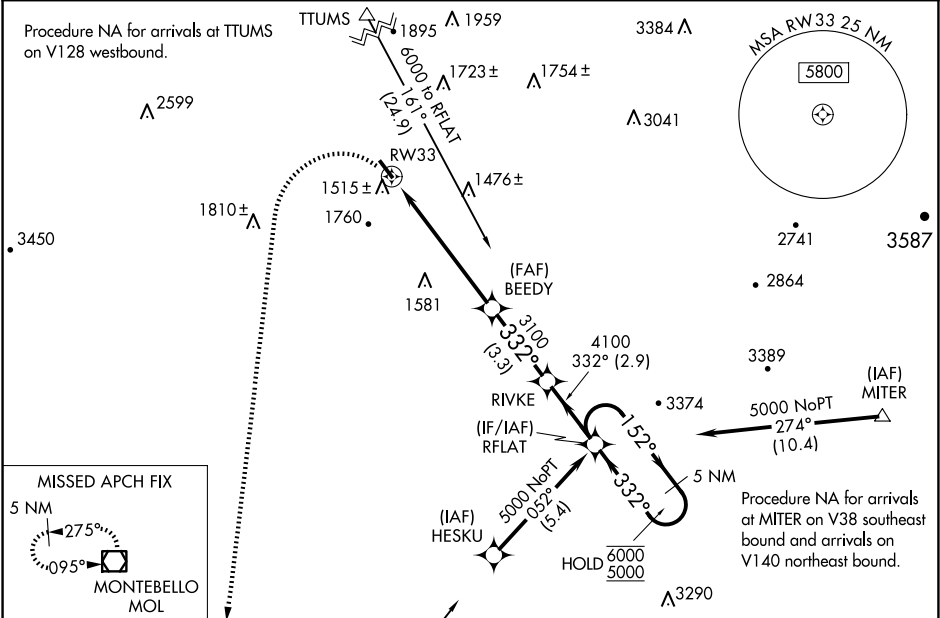 Procedure NA for arrivals at TTUMS
on V128 westbound.
TTUMS
1895
1959
3384
MSA RW33 25 NM
5800
6000 to RFLAT
161°
(24.9)
1723±
1754±
2599
3041
RW33
1515±
1476±
1810±
1760
3450
2741
3587
(FAF)
BEEDY
2864
1581
3100
332°
(3.3)
4100
332° (2.9)
3389
RIVKE
(IAF)
MITER
3374
5000 NoPT
274°
(10.4)
(IF/IAF)
RFLAT
152°
332°
5 NM
MISSED APCH FIX
5 NM
275°
095°
MONTEBELLO
MOL
5000 NoPT
052°
(5.4)
(IAF)
HESKU
HOLD
6000
5000
Procedure NA for arrivals
at MITER on V38 southeast
bound and arrivals on
V140 northeast bound.
3290